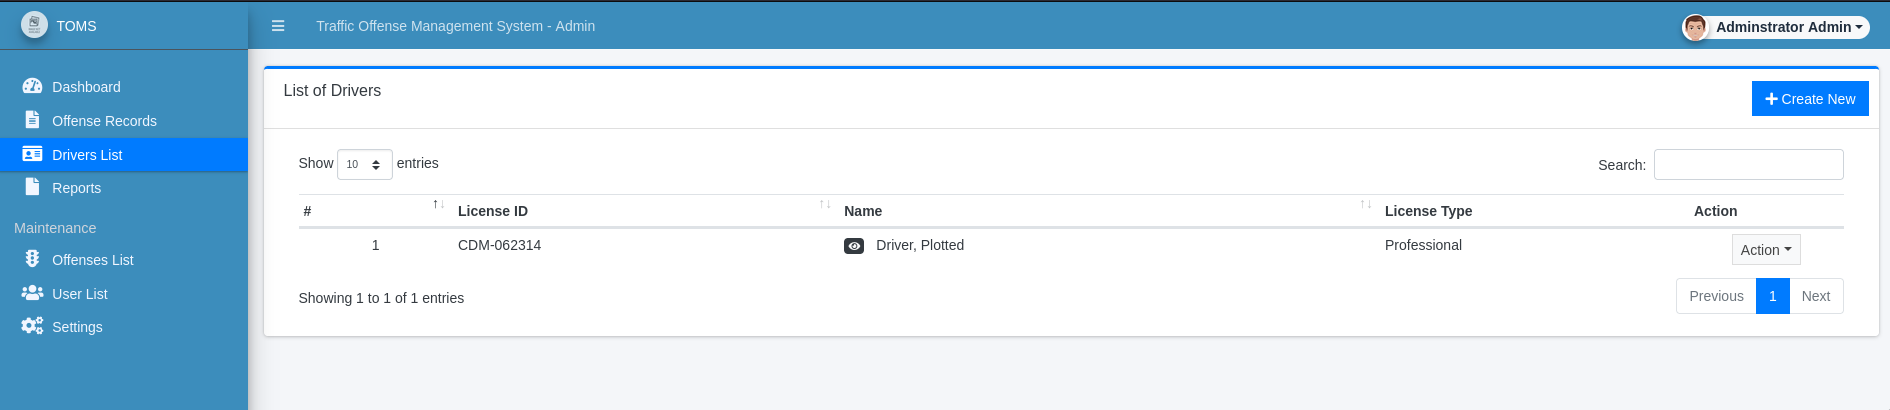 TOMS
Traffic Offense Management System - Admin
Adminstrator Admin
Dashboard
Offense Records
Drivers List
Reports
Maintenance
Offenses List
User List
Settings
List of Drivers
Create New
Show 10 entries
Search:
# License ID Name License Type Action
1 CDM-062314 Driver, Plotted Professional Action
Showing 1 to 1 of 1 entries
Previous 1 Next